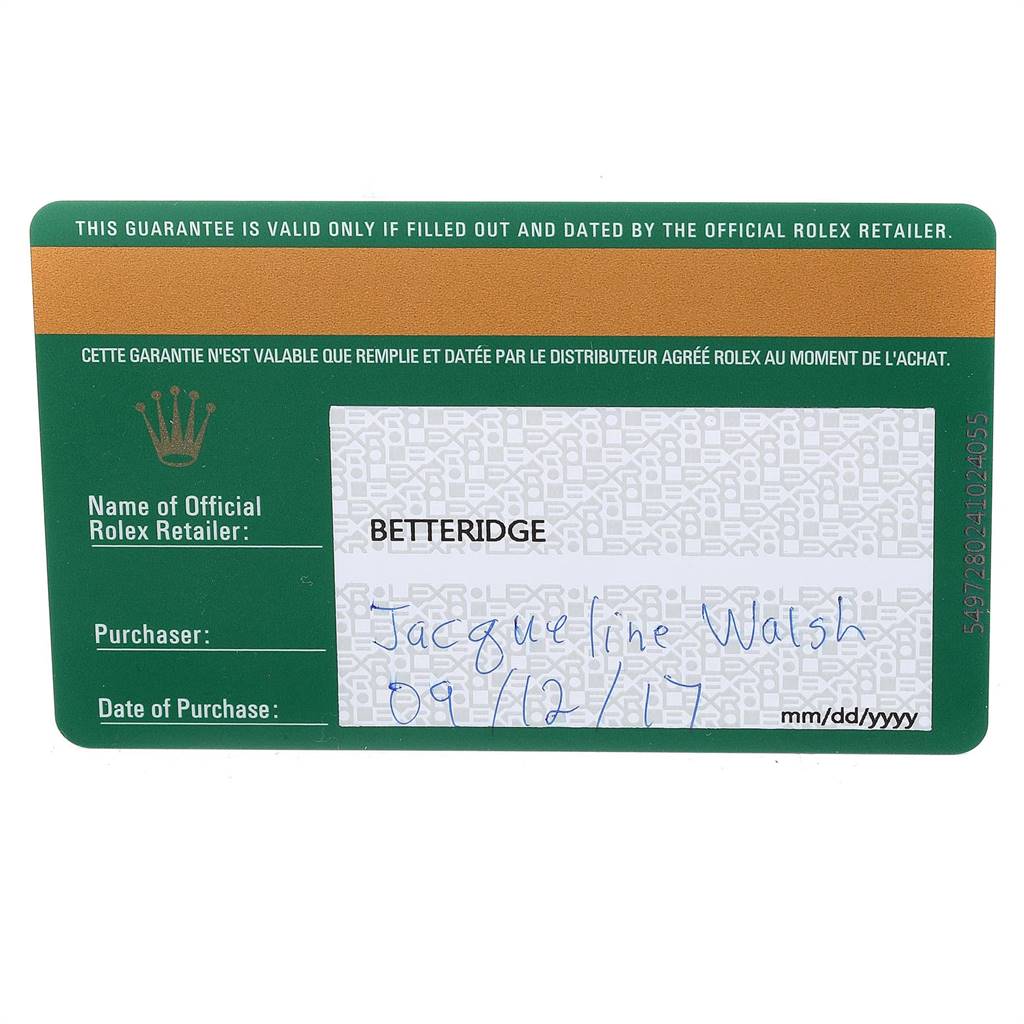 THIS GUARANTEE IS VALID ONLY IF FILLED OUT AND DATED BY THE OFFICIAL ROLEX RETAILER.
CETTE GARANTIE N'EST VALABLE QUE REMPLIE ET DATÉE PAR LE DISTRIBUTEUR AGRÉÉ ROLEX AU MOMENT DE L'ACHAT.
Name of Official
Rolex Retailer:
BETTERIDGE
Purchaser:
Jacqueline Walsh
Date of Purchase:
09/12/17
mm/dd/yyyy
5497280241024055